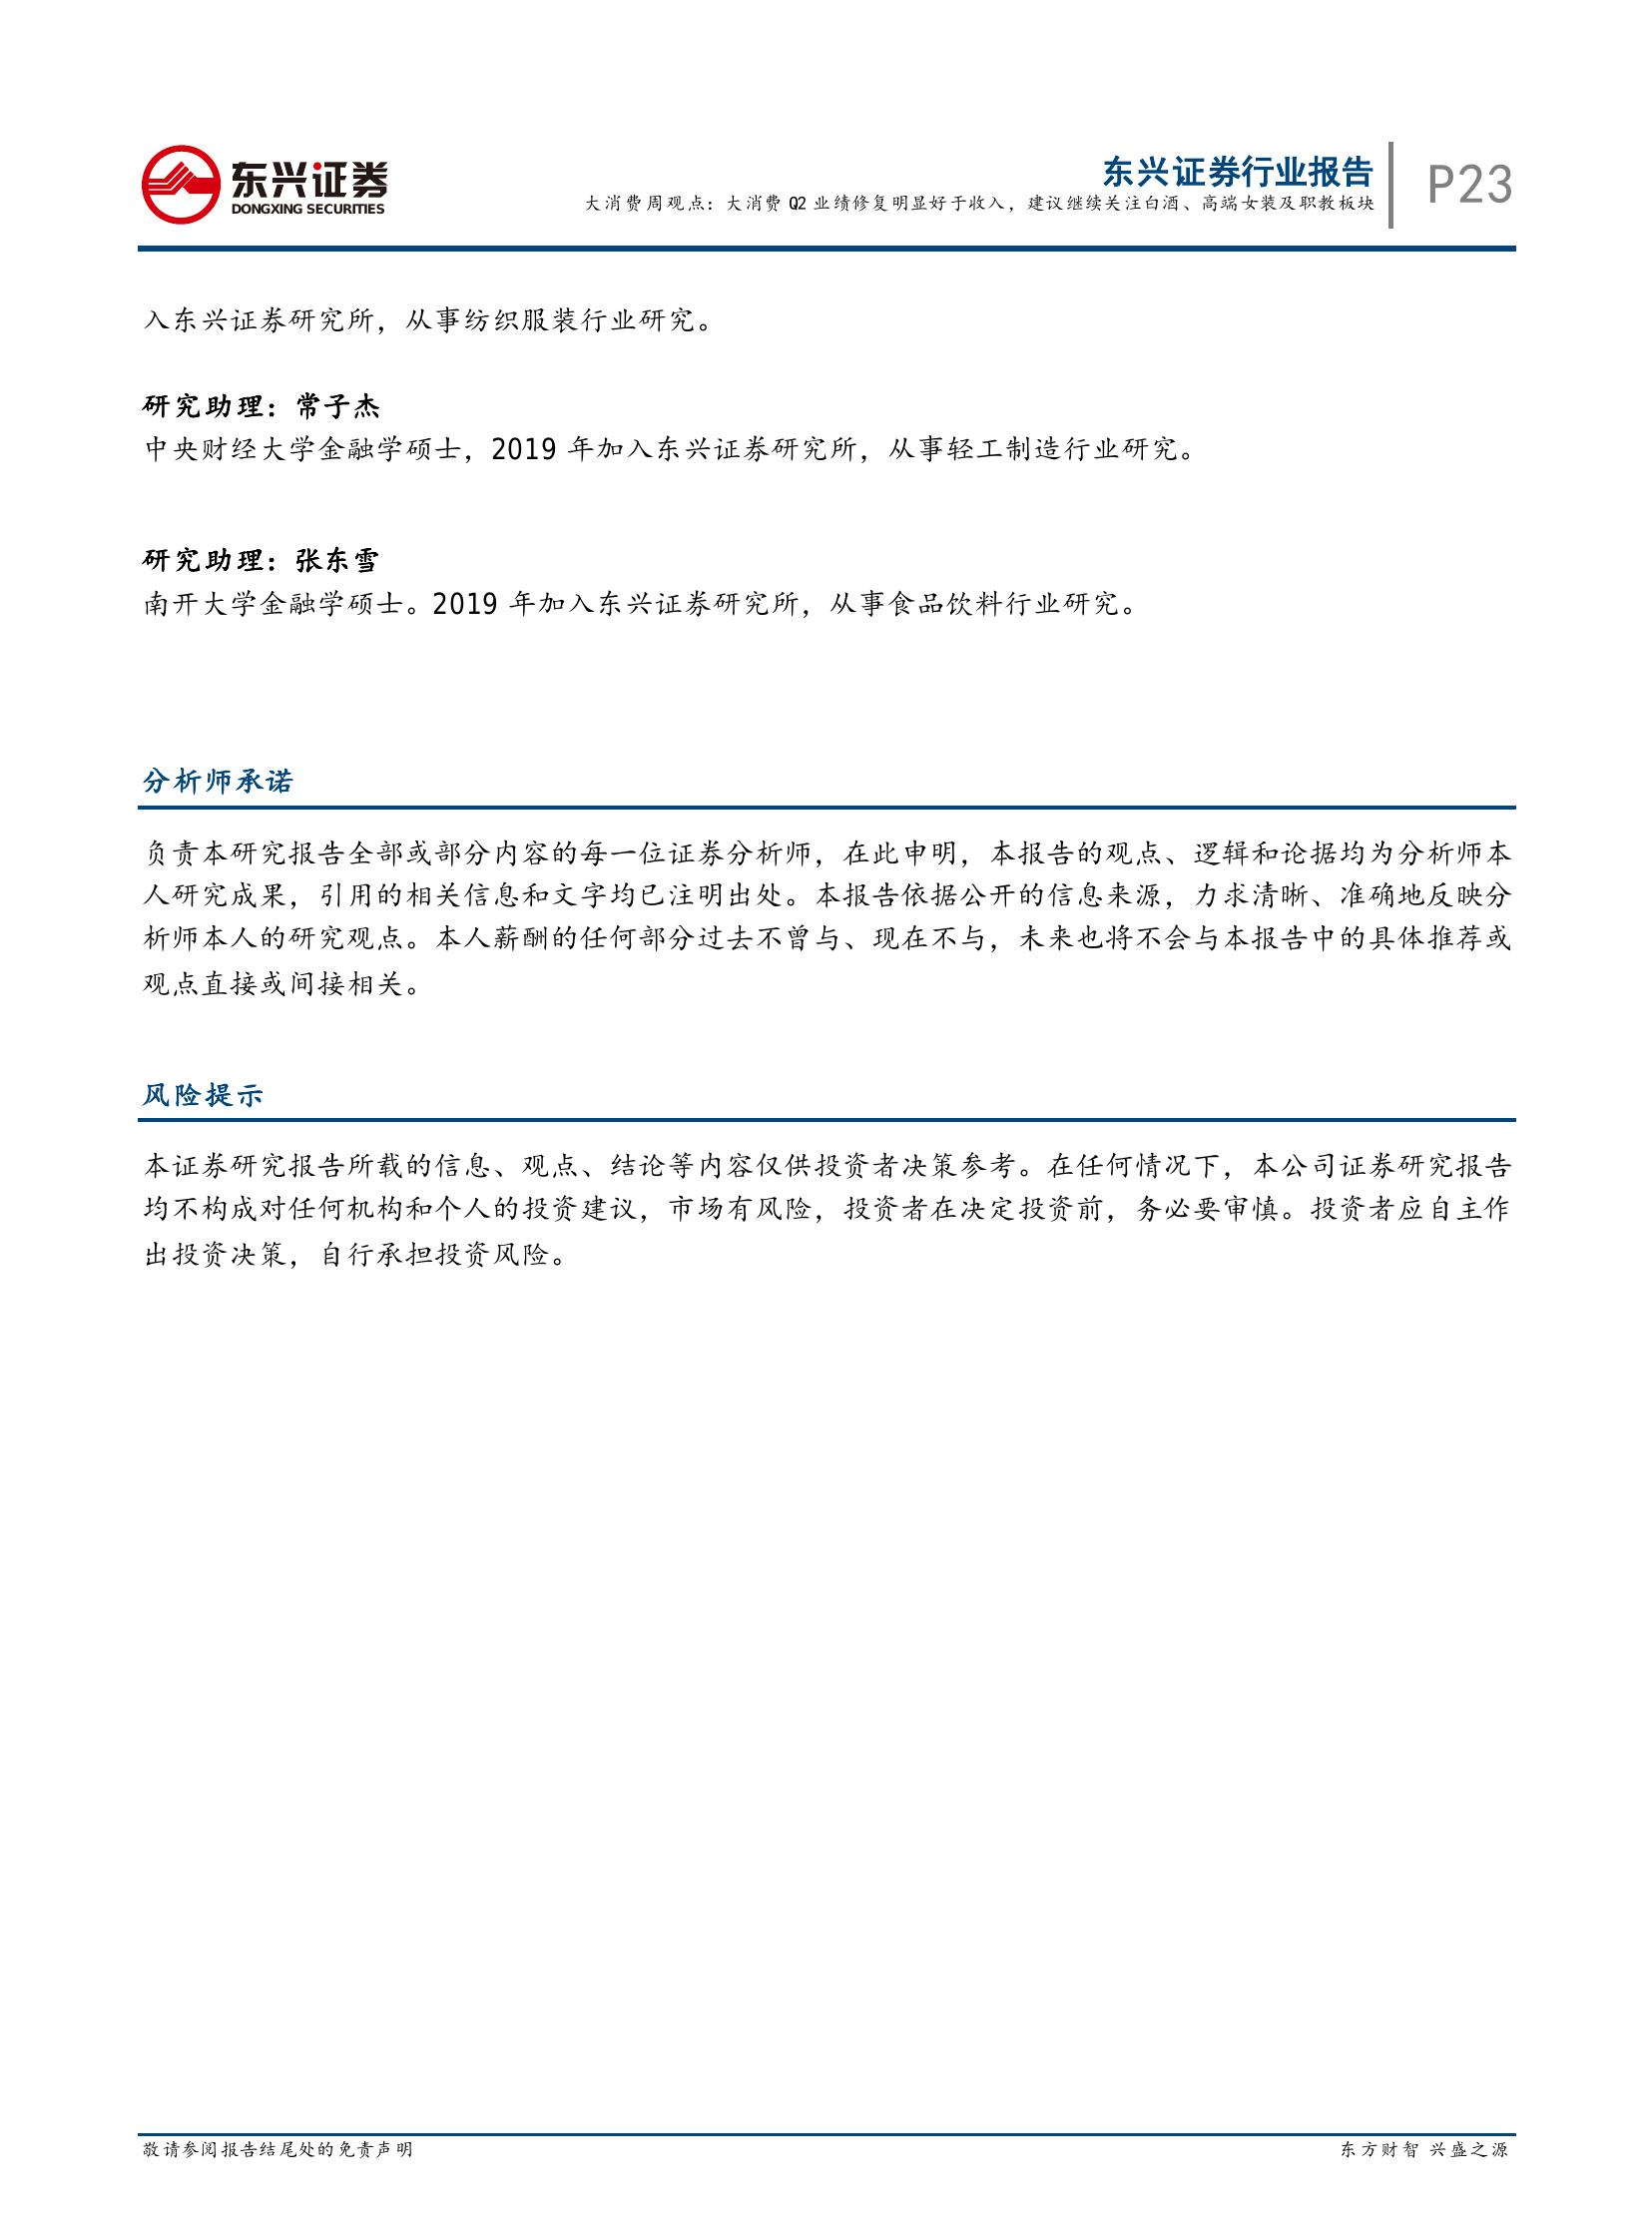 东兴证券
DONGXING SECURITIES
东兴证券行业报告
大消费周观点：大消费 Q2 业绩修复明显好于收入，建议继续关注白酒、高端女装及职教板块
P23
入东兴证券研究所，从事纺织服装行业研究。
研究助理：常子杰
中央财经大学金融学硕士，2019 年加入东兴证券研究所，从事轻工制造行业研究。
研究助理：张东雪
南开大学金融学硕士。2019 年加入东兴证券研究所，从事食品饮料行业研究。
分析师承诺
负责本研究报告全部或部分内容的每一位证券分析师，在此申明，本报告的观点、逻辑和论据均为分析师本
人研究成果，引用的相关信息和文字均已注明出处。本报告依据公开的信息来源，力求清晰、准确地反映分
析师本人的研究观点。本人薪酬的任何部分过去不曾与、现在不与，未来也将不会与本报告中的具体推荐或
观点直接或间接相关。
风险提示
本证券研究报告所载的信息、观点、结论等内容仅供投资者决策参考。在任何情况下，本公司证券研究报告
均不构成对任何机构和个人的投资建议，市场有风险，投资者在决定投资前，务必要审慎。投资者应自主作
出投资决策，自行承担投资风险。
敬请参阅报告结尾处的免责声明
东方财智 兴盛之源